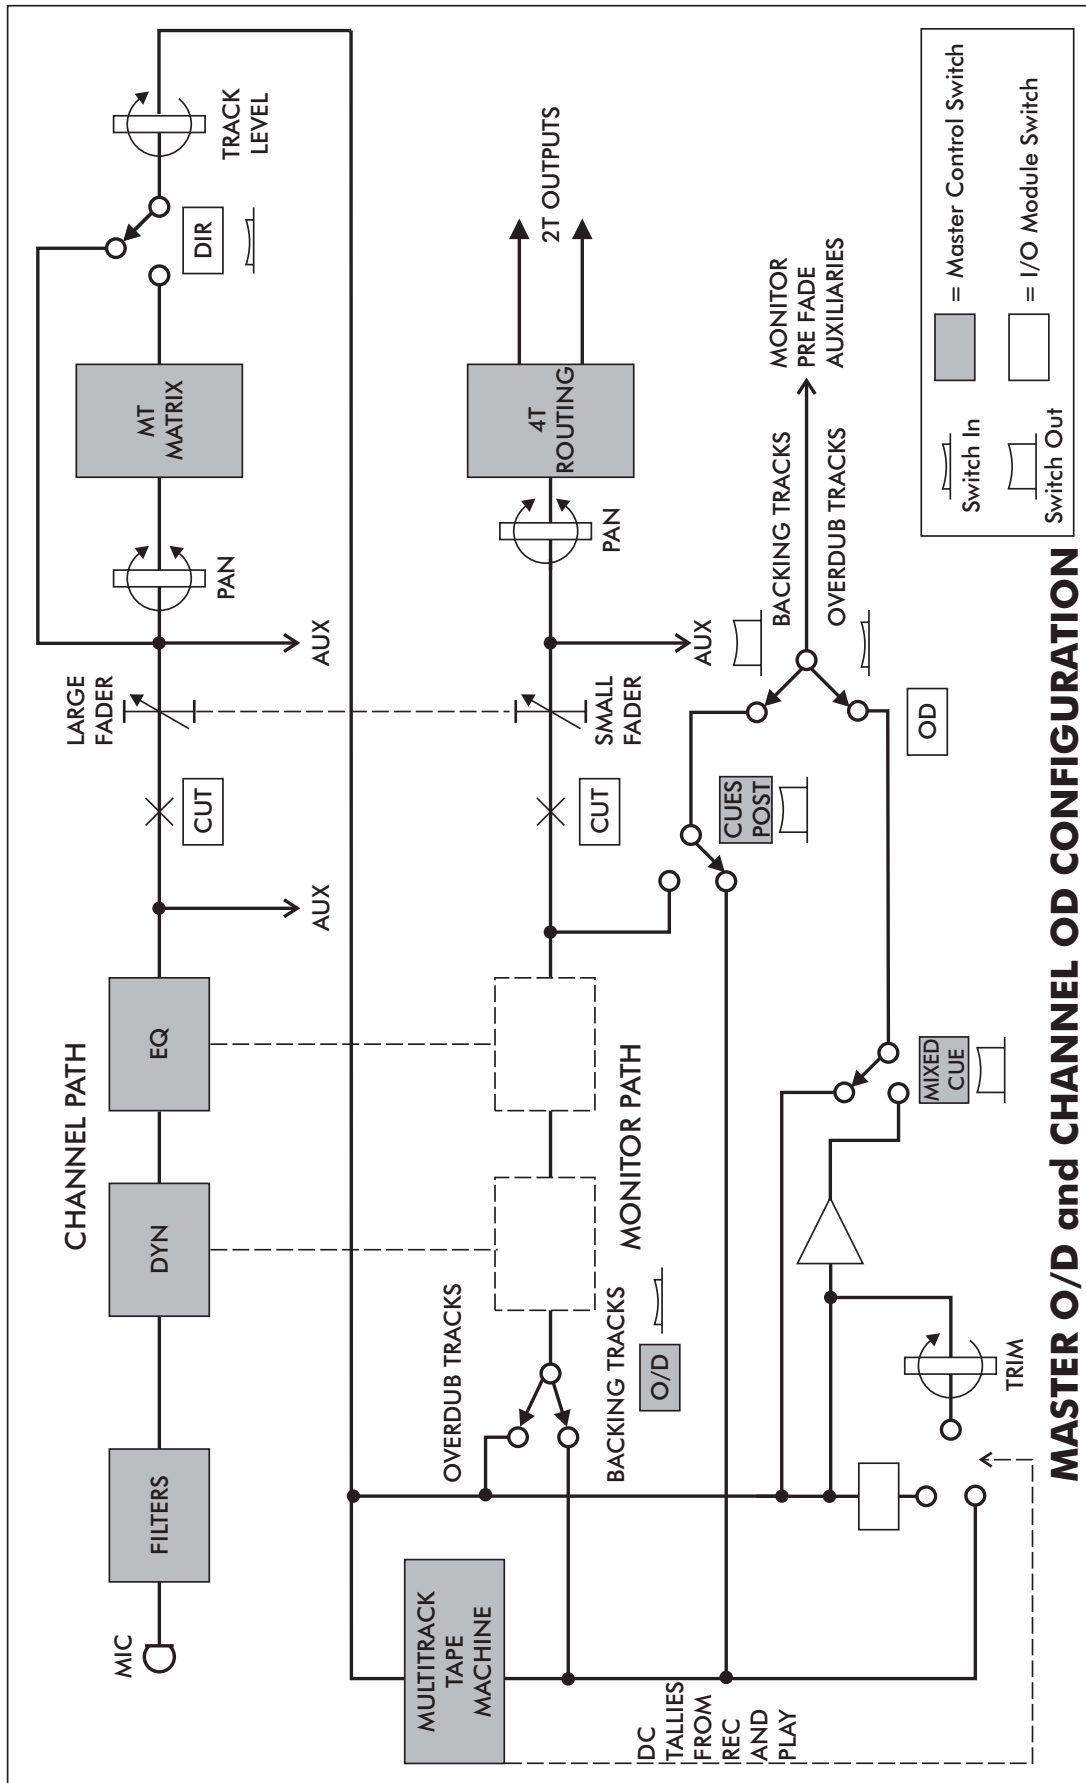 CHANNEL PATH
MIC
FILTERS
DYN
EQ
AUX
CUT
LARGE
FADER
AUX
PAN
MT
MATRIX
DIR
TRACK
LEVEL
MULTITRACK
TAPE
MACHINE
OVERDUB TRACKS
BACKING TRACKS
O/D
MONITOR PATH
CUT
SMALL
FADER
AUX
PAN
4T
ROUTING
2T OUTPUTS
DC
TALLIES
FROM
REC
AND
PLAY
TRIM
MIXED
CUE
CUES
POST
OD
BACKING TRACKS
OVERDUB TRACKS
MONITOR
PRE FADE
AUXILIARIES
Switch In
Switch Out
= Master Control Switch
= I/O Module Switch
MASTER O/D and CHANNEL OD CONFIGURATION